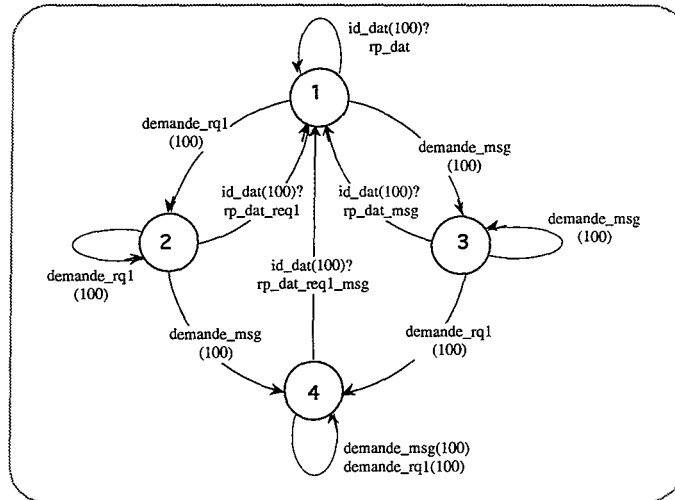 id_dat(100)?
rp_dat
1
demande_rq1
(100)
demande_msg
(100)
id_dat(100)?
rp_dat_req1
id_dat(100)?
rp_dat_msg
2
3
demande_msg
(100)
demande_rq1
(100)
id_dat(100)?
rp_dat_req1_msg
demande_msg
(100)
demande_rq1
(100)
4
demande_msg(100)
demande_rq1(100)